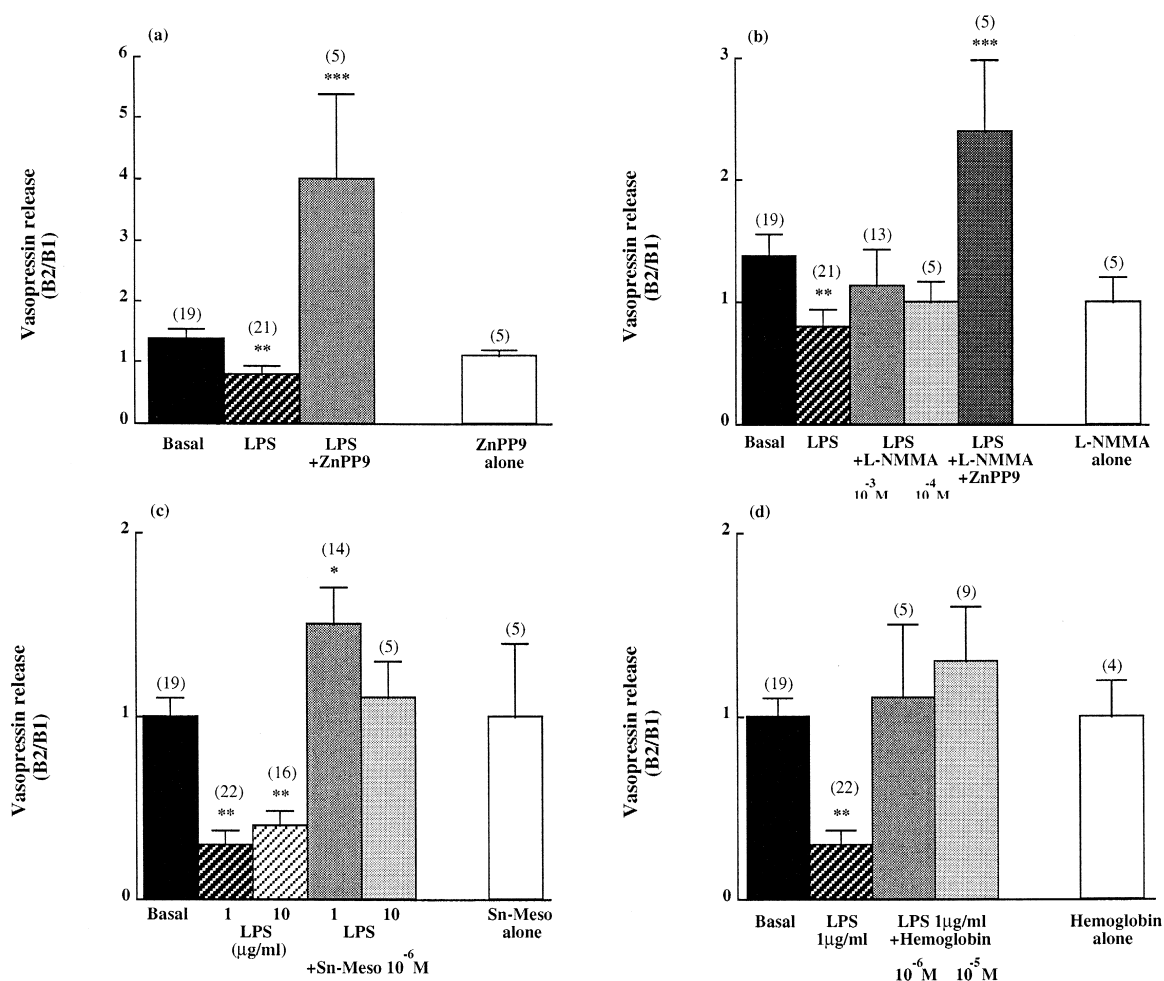 (a)
Vasopressin release
(B2/B1)
6
5
4
3
2
1
0
(19)
(21)
**
(5)
***
(5)
Basal
LPS
LPS
+ZnPP9
ZnPP9
alone
(b)
Vasopressin release
(B2/B1)
3
2
1
0
(19)
(21)
**
(13)
(5)
(5)
***
(5)
Basal
LPS
LPS
+L-NMMA
10-3M
10-4M
LPS
+L-NMMA
+ZnPP9
L-NMMA
alone
(c)
Vasopressin release
(B2/B1)
2
1
0
(19)
(22)
**
(16)
**
(14)
*
(5)
(5)
Basal
1
10
1
10
LPS
(µg/ml)
LPS
+Sn-Meso 10-6M
Sn-Meso
alone
(d)
Vasopressin release
(B2/B1)
2
1
0
(19)
(22)
**
(5)
(9)
(4)
Basal
LPS
1µg/ml
LPS 1µg/ml
+Hemoglobin
10-6M 10-5M
Hemoglobin
alone